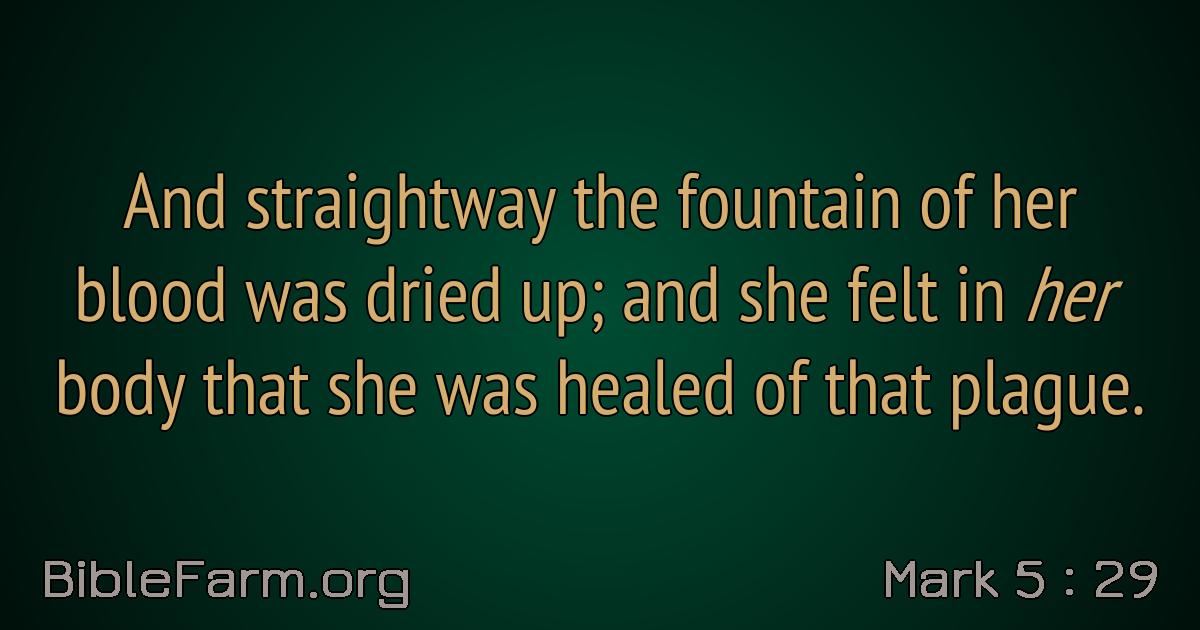 And straightway the fountain of her
blood was dried up; and she felt in her
body that she was healed of that plague.
BibleFarm.org
Mark 5 : 29